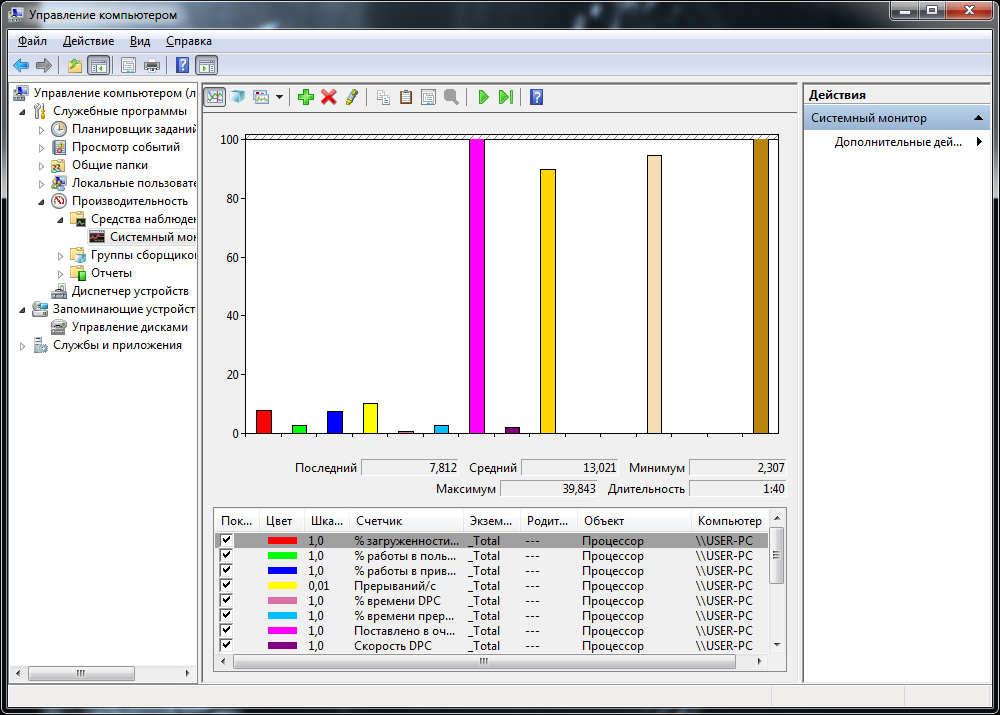 Управление компьютером
Файл Действие Вид Справка
Управление компьютером (л
Служебные программы
Планировщик заданий
Просмотр событий
Общие папки
Локальные пользовате
Производительность
Средства наблюден
Системный мон
Группы сборщиков
Отчеты
Диспетчер устройств
Запоминающие устройст
Управление дисками
Службы и приложения
100
80
60
40
20
0
Последний 7,812 Средний 13,021 Минимум 2,307
Максимум 39,843 Длительность 1:40
Пок... Цвет Шка... Счетчик Экзем... Родит... Объект Компьютер
1,0 % загруженности... _Total --- Процессор \\USER-PC
1,0 % работы в поль... _Total --- Процессор \\USER-PC
1,0 % работы в прив... _Total --- Процессор \\USER-PC
0,01 Прерываний/с _Total --- Процессор \\USER-PC
1,0 % времени DPC _Total --- Процессор \\USER-PC
1,0 % времени прер... _Total --- Процессор \\USER-PC
1,0 Поставлено в оч... _Total --- Процессор \\USER-PC
1,0 Скорость DPC _Total --- Процессор \\USER-PC
Действия
Системный монитор
Дополнительные дей...